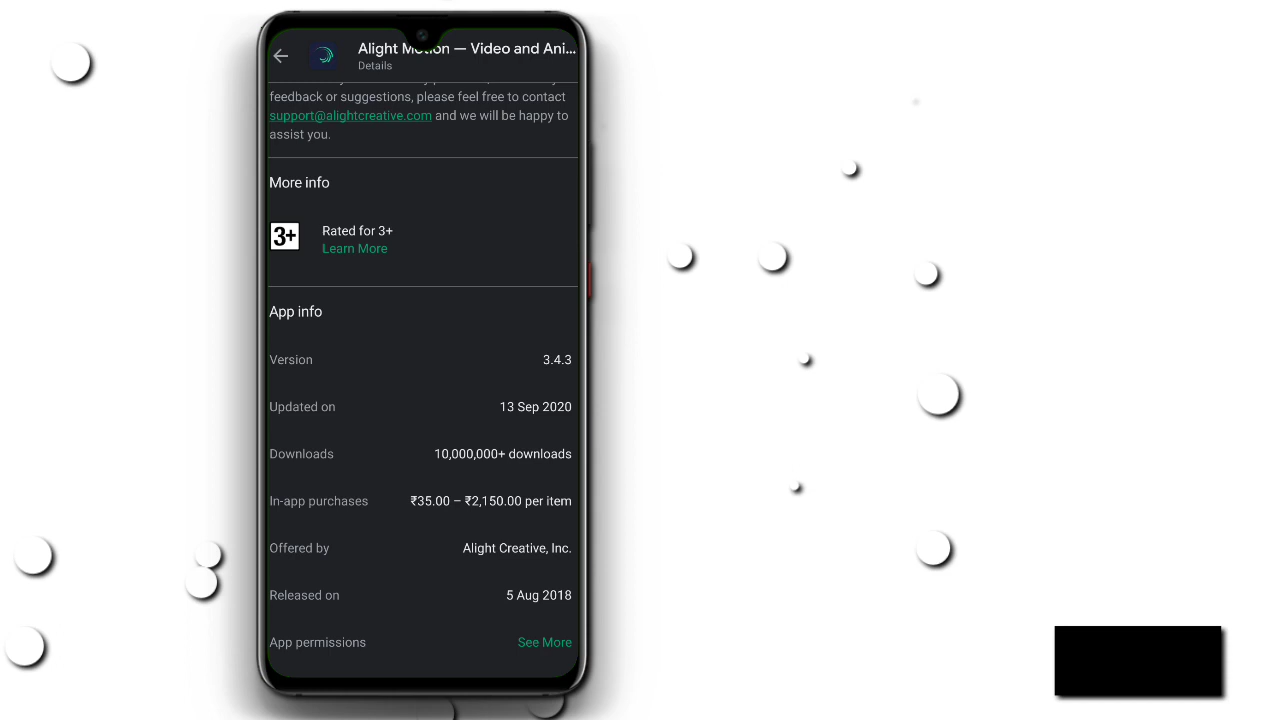 Alight Motion — Video and Ani...
Details
feedback or suggestions, please feel free to contact
support@alightcreative.com and we will be happy to
assist you.
More info
3+
Rated for 3+
Learn More
App info
Version 3.4.3
Updated on 13 Sep 2020
Downloads 10,000,000+ downloads
In-app purchases ₹35.00 – ₹2,150.00 per item
Offered by Alight Creative, Inc.
Released on 5 Aug 2018
App permissions See More